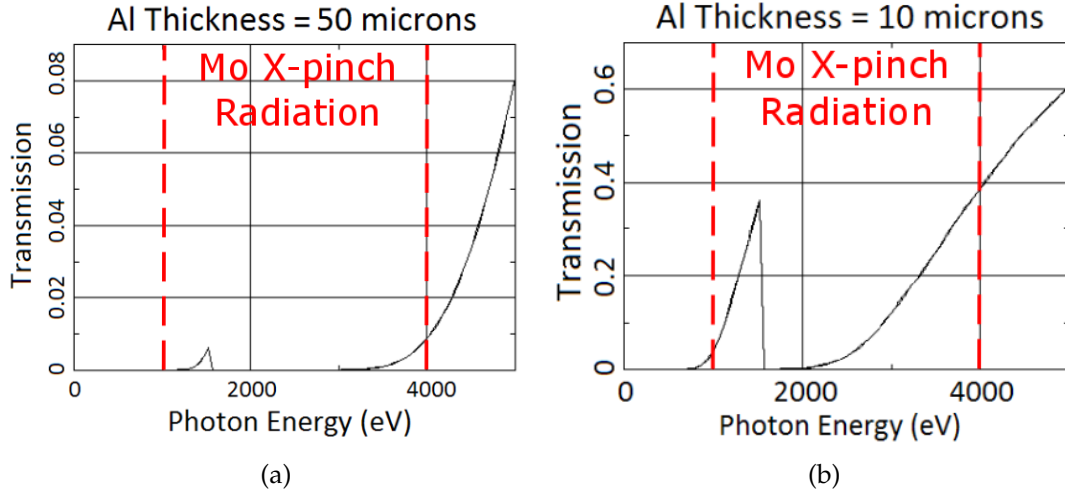 Al Thickness = 50 microns
Mo X-pinch
Radiation
Transmission
0.08
0.06
0.04
0.02
0
0
2000
4000
Photon Energy (eV)
(a)
Al Thickness = 10 microns
Mo X-pinch
Radiation
Transmission
0.6
0.4
0.2
0
0
2000
4000
Photon Energy (eV)
(b)